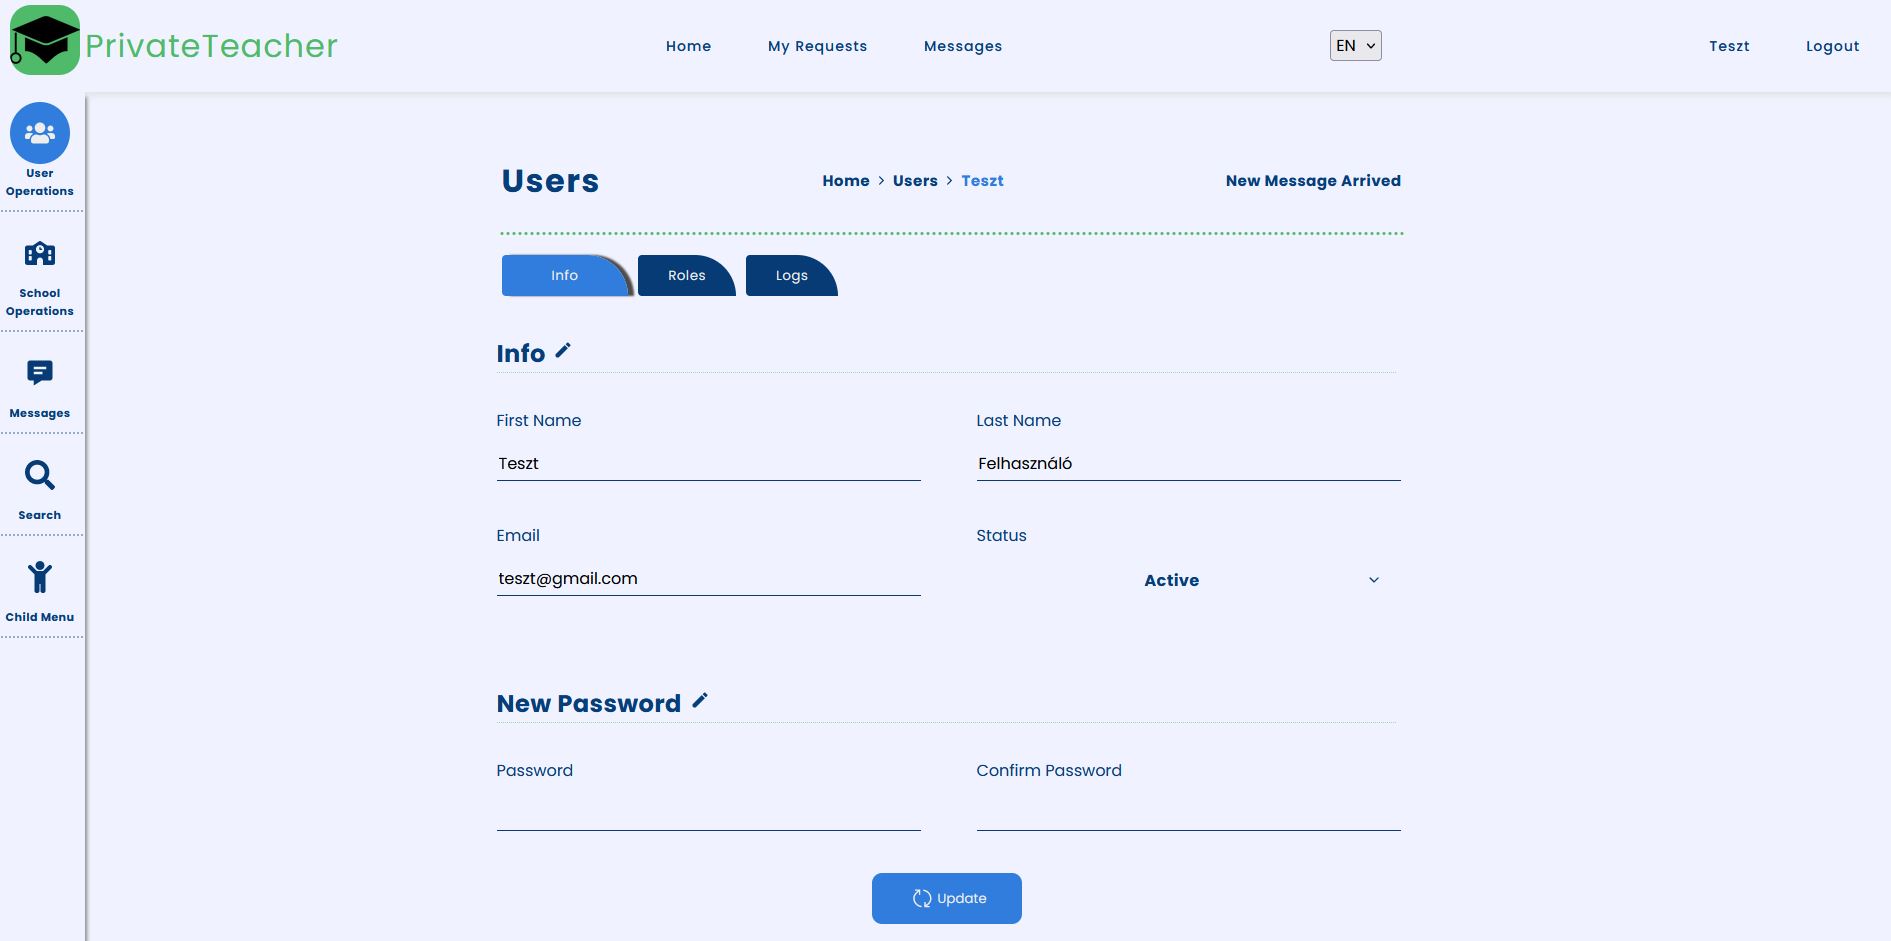 PrivateTeacher
Home
My Requests
Messages
EN
Teszt
Logout
User
Operations
School
Operations
Messages
Search
Child Menu
Users
Home > Users > Teszt
New Message Arrived
Info
Roles
Logs
Info
First Name
Last Name
Teszt
Felhasználó
Email
Status
teszt@gmail.com
Active
New Password
Password
Confirm Password
Update